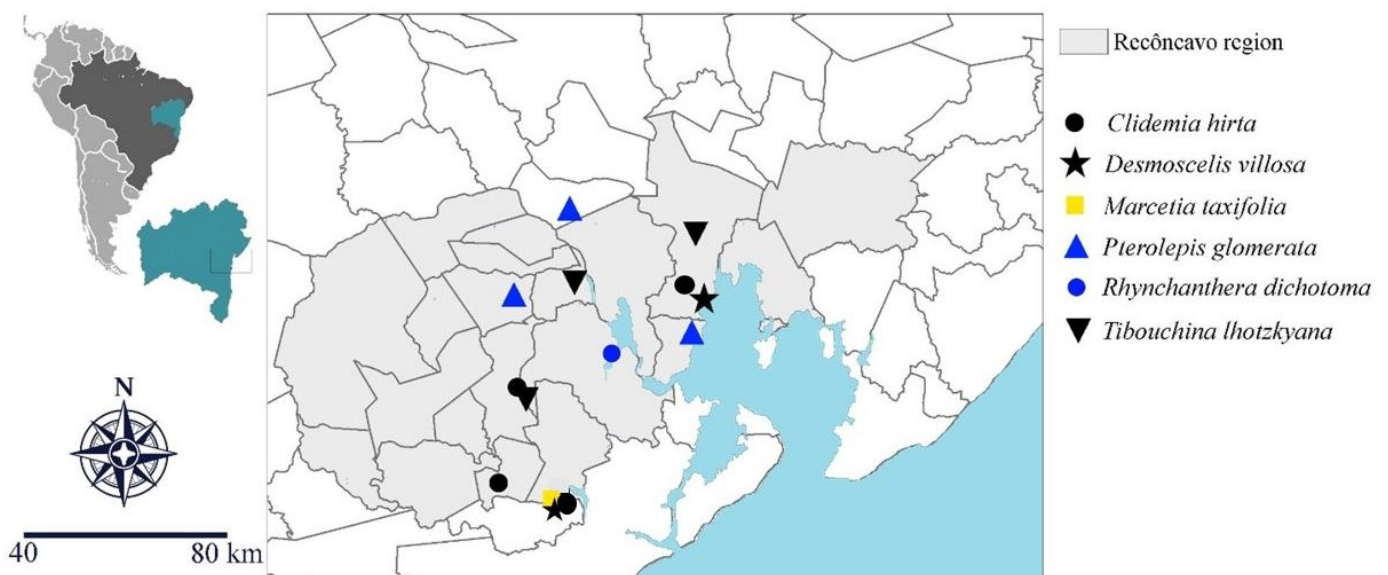 Recôncavo region
Clidemia hirta
Desmoscelis villosa
Marcetia taxifolia
Pterolepis glomerata
Rhynchanthera dichotoma
Tibouchina lhotzkyana
N
40 80 km